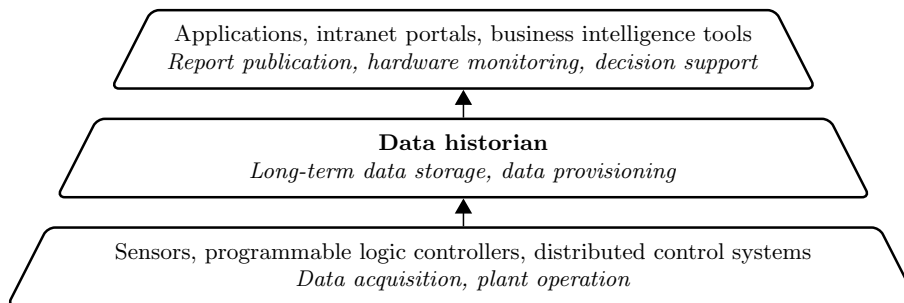 Applications, intranet portals, business intelligence tools
Report publication, hardware monitoring, decision support
Data historian
Long-term data storage, data provisioning
Sensors, programmable logic controllers, distributed control systems
Data acquisition, plant operation